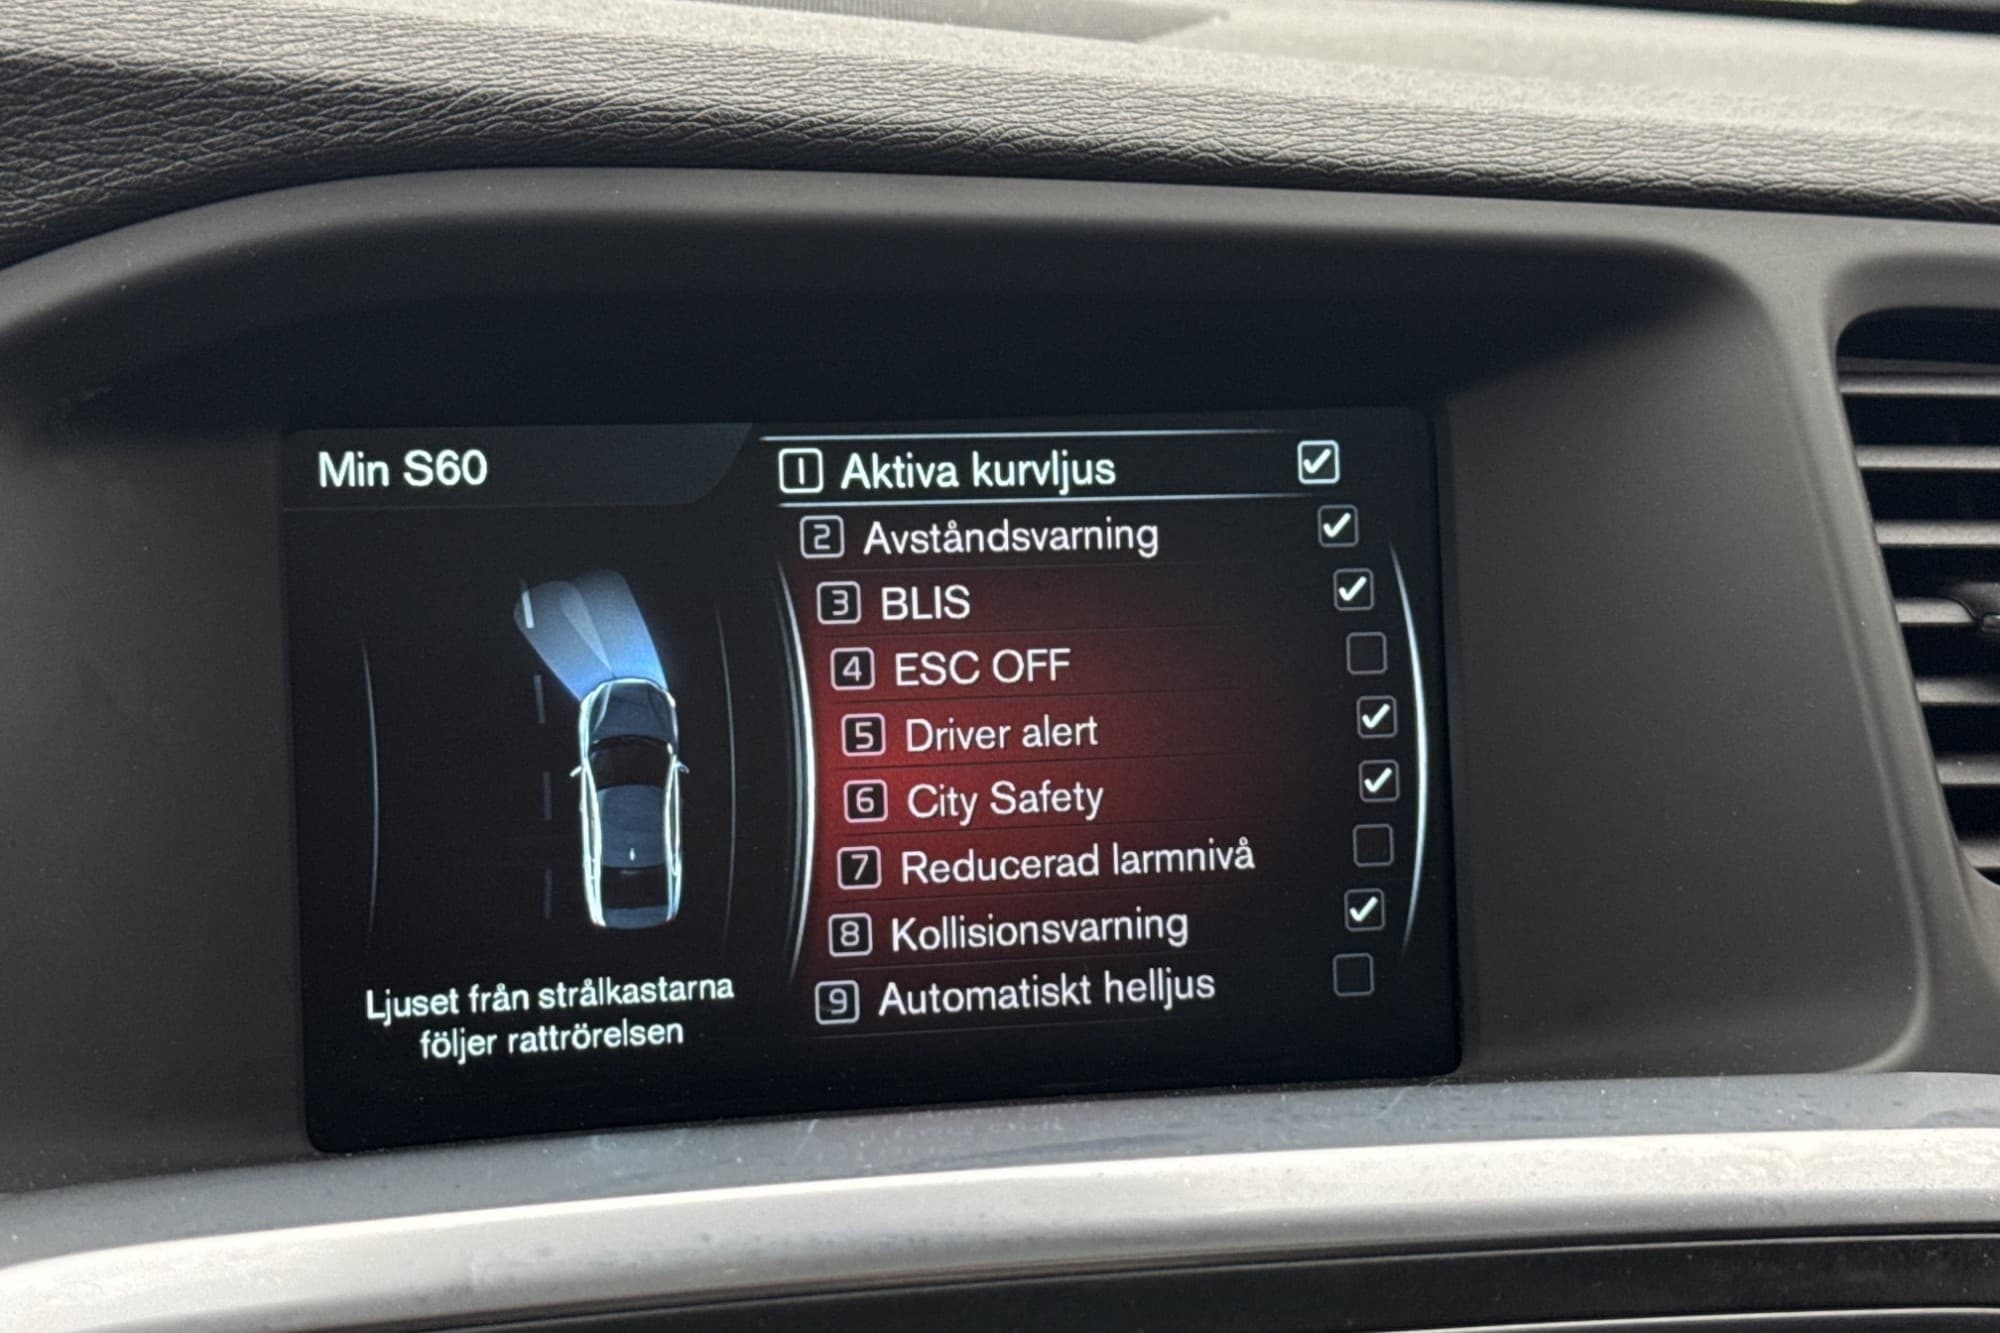 Min S60
1 Aktiva kurvljus
2 Avståndsvarning
3 BLIS
4 ESC OFF
5 Driver alert
6 City Safety
7 Reducerad larmnivå
8 Kollisionsvarning
9 Automatiskt helljus
Ljuset från strålkastarna
följer rattrörelsen